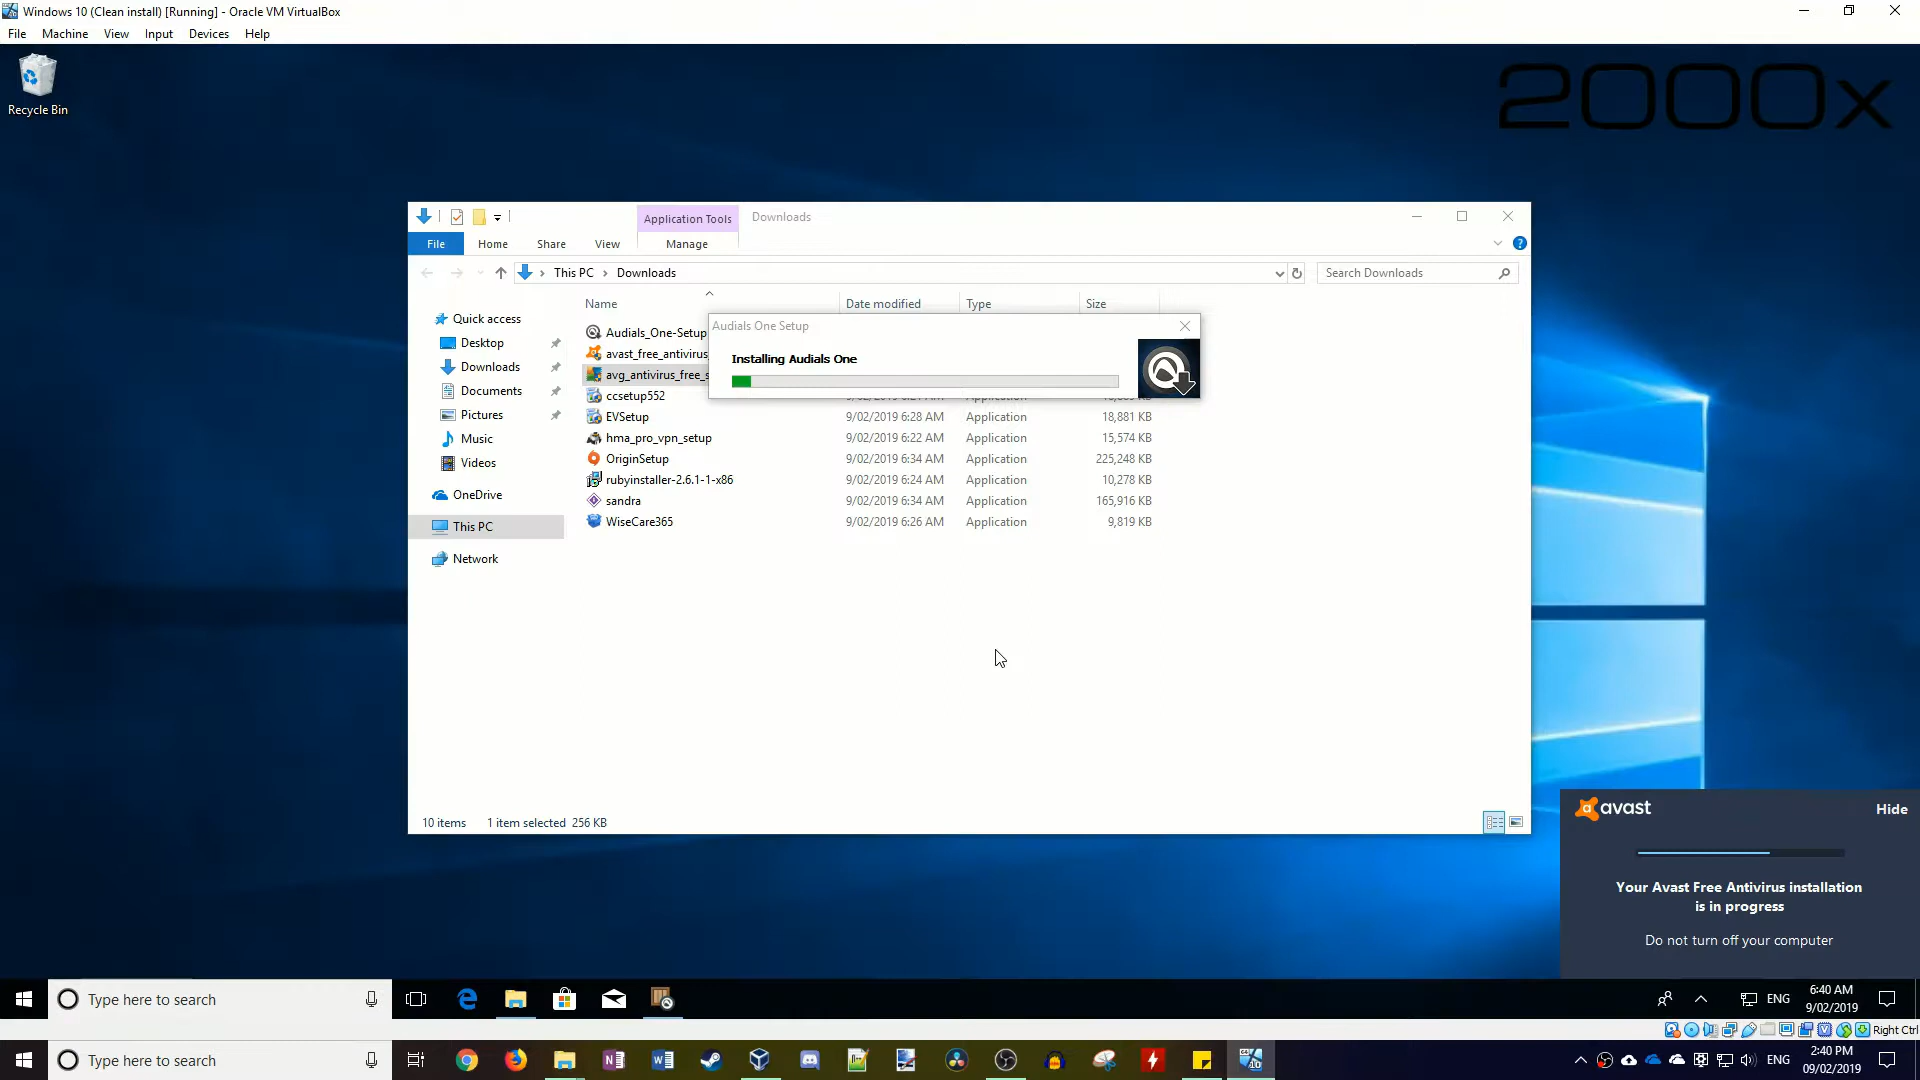 Windows 10 (Clean install) [Running] - Oracle VM VirtualBox
File Machine View Input Devices Help
Recycle Bin
2000x
Application Tools Downloads
File Home Share View Manage
This PC Downloads Search Downloads
Name Date modified Type Size
Quick access
Desktop
Downloads
Documents
Pictures
Music
Videos
OneDrive
This PC
Network
Audials_One-Setup
avast_free_antivirus
avg_antivirus_free_s
ccsetup552
EVSetup 9/02/2019 6:28 AM Application 18,881 KB
hma_pro_vpn_setup 9/02/2019 6:22 AM Application 15,574 KB
OriginSetup 9/02/2019 6:34 AM Application 225,248 KB
rubyinstaller-2.6.1-1-x86 9/02/2019 6:24 AM Application 10,278 KB
sandra 9/02/2019 6:34 AM Application 165,916 KB
WiseCare365 9/02/2019 6:26 AM Application 9,819 KB
Audials One Setup
Installing Audials One
10 items 1 item selected 256 KB
avast Hide
Your Avast Free Antivirus installation
is in progress
Do not turn off your computer
Type here to search ENG 6:40 AM
9/02/2019
Right Ctrl
Type here to search ENG 2:40 PM
09/02/2019